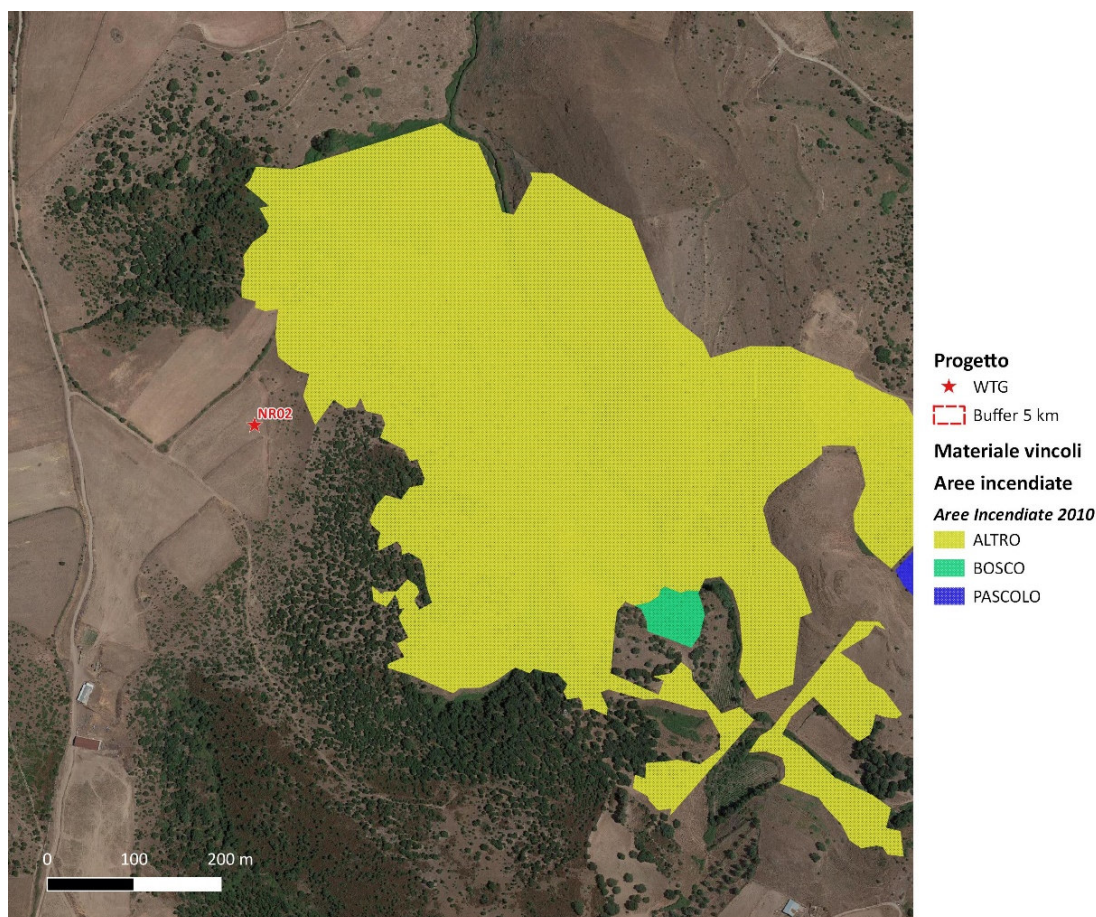 NR02
0 100 200 m
Progetto
WTG
Buffer 5 km
Materiale vincoli
Aree incendiate
Aree Incendiate 2010
ALTRO
BOSCO
PASCOLO